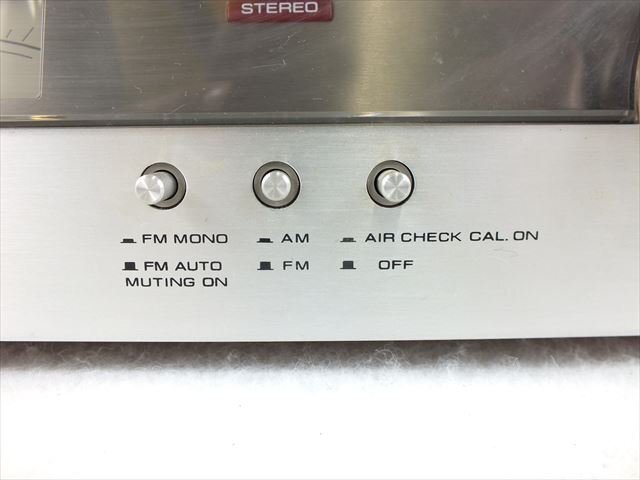 STEREO
FM MONO
AM
AIR CHECK CAL. ON
FM AUTO
MUTING ON
FM
OFF